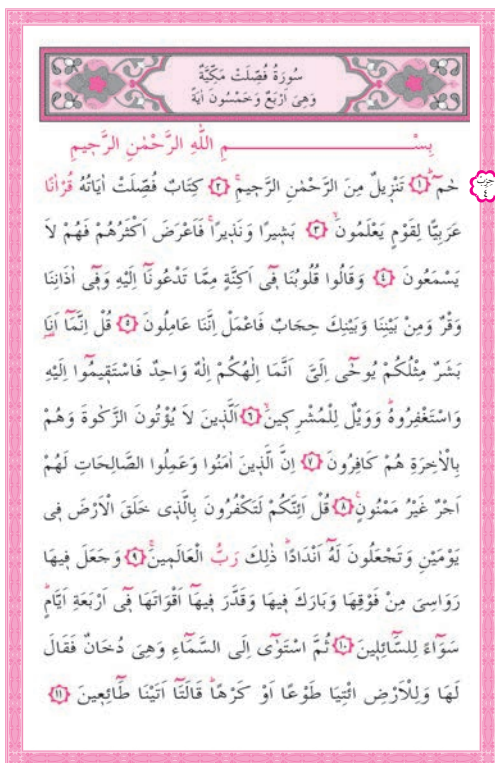 سُورَةُ فُصِّلَتْ مَكِّيَّةٌ
وَهِىَ اَرْبَعٌ وَخَمْسُونَ اٰيَةً
بِسْــــــــــــــــــــــــمِ اللّٰهِ الرَّحْمٰنِ الرَّحٖيمِ
حٰمٓ ﴿١﴾ تَنْزٖيلٌ مِنَ الرَّحْمٰنِ الرَّحٖيمِۚ ﴿٢﴾ كِتَابٌ فُصِّلَتْ اٰيَاتُهُ قُرْاٰنًا
حزب ٤
عَرَبِيًّا لِقَوْمٍ يَعْلَمُونَۙ ﴿٣﴾ بَشٖيرًا وَنَذٖيرًاۚ فَاَعْرَضَ اَكْثَرُهُمْ فَهُمْ لَا
يَسْمَعُونَ ﴿٤﴾ وَقَالُوا قُلُوبُنَا فٖٓى اَكِنَّةٍ مِمَّا تَدْعُونَٓا اِلَيْهِ وَفٖٓى اٰذَانِنَا
وَقْرٌ وَمِنْ بَيْنِنَا وَبَيْنِكَ حِجَابٌ فَاعْمَلْ اِنَّنَا عَامِلُونَ ﴿٥﴾ قُلْ اِنَّمَٓا اَنَا
بَشَرٌ مِثْلُكُمْ يُوحٰٓى اِلَىَّ اَنَّمَٓا اِلٰهُكُمْ اِلٰهٌ وَاحِدٌ فَاسْتَقٖيمُٓوا اِلَيْهِ
وَاسْتَغْفِرُوهُؕ وَوَيْلٌ لِلْمُشْرِكٖينَۙ ﴿٦﴾ اَلَّذٖينَ لَا يُؤْتُونَ الزَّكٰوةَ وَهُمْ
بِالْاٰخِرَةِ هُمْ كَافِرُونَ ﴿٧﴾ اِنَّ الَّذٖينَ اٰمَنُوا وَعَمِلُوا الصَّالِحَاتِ لَهُمْ
اَجْرٌ غَيْرُ مَمْنُونٍ ﴿٨﴾ قُلْ اَئِنَّكُمْ لَتَكْفُرُونَ بِالَّذٖى خَلَقَ الْاَرْضَ فٖى
يَوْمَيْنِ وَتَجْعَلُونَ لَهُٓ اَنْدَادًاؕ ذٰلِكَ رَبُّ الْعَالَمٖينَۚ ﴿٩﴾ وَجَعَلَ فٖيهَا
رَوَاسِىَ مِنْ فَوْقِهَا وَبَارَكَ فٖيهَا وَقَدَّرَ فٖيهَٓا اَقْوَاتَهَا فٖٓى اَرْبَعَةِ اَيَّامٍؕ
سَوَٓاءً لِلسَّٓائِلٖينَ ﴿١٠﴾ ثُمَّ اسْتَوٰٓى اِلَى السَّمَٓاءِ وَهِىَ دُخَانٌ فَقَالَ
لَهَا وَلِلْاَرْضِ ائْتِيَا طَوْعًا اَوْ كَرْهًاؕ قَالَتَٓا اَتَيْنَا طَٓائِعٖينَ ﴿١١﴾